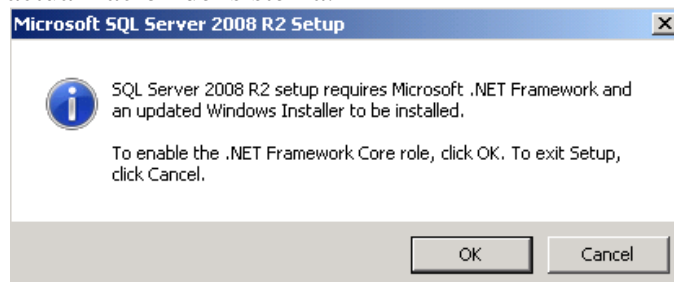 Microsoft SQL Server 2008 R2 Setup
SQL Server 2008 R2 setup requires Microsoft .NET Framework and
an updated Windows Installer to be installed.
To enable the .NET Framework Core role, click OK. To exit Setup,
click Cancel.
OK
Cancel